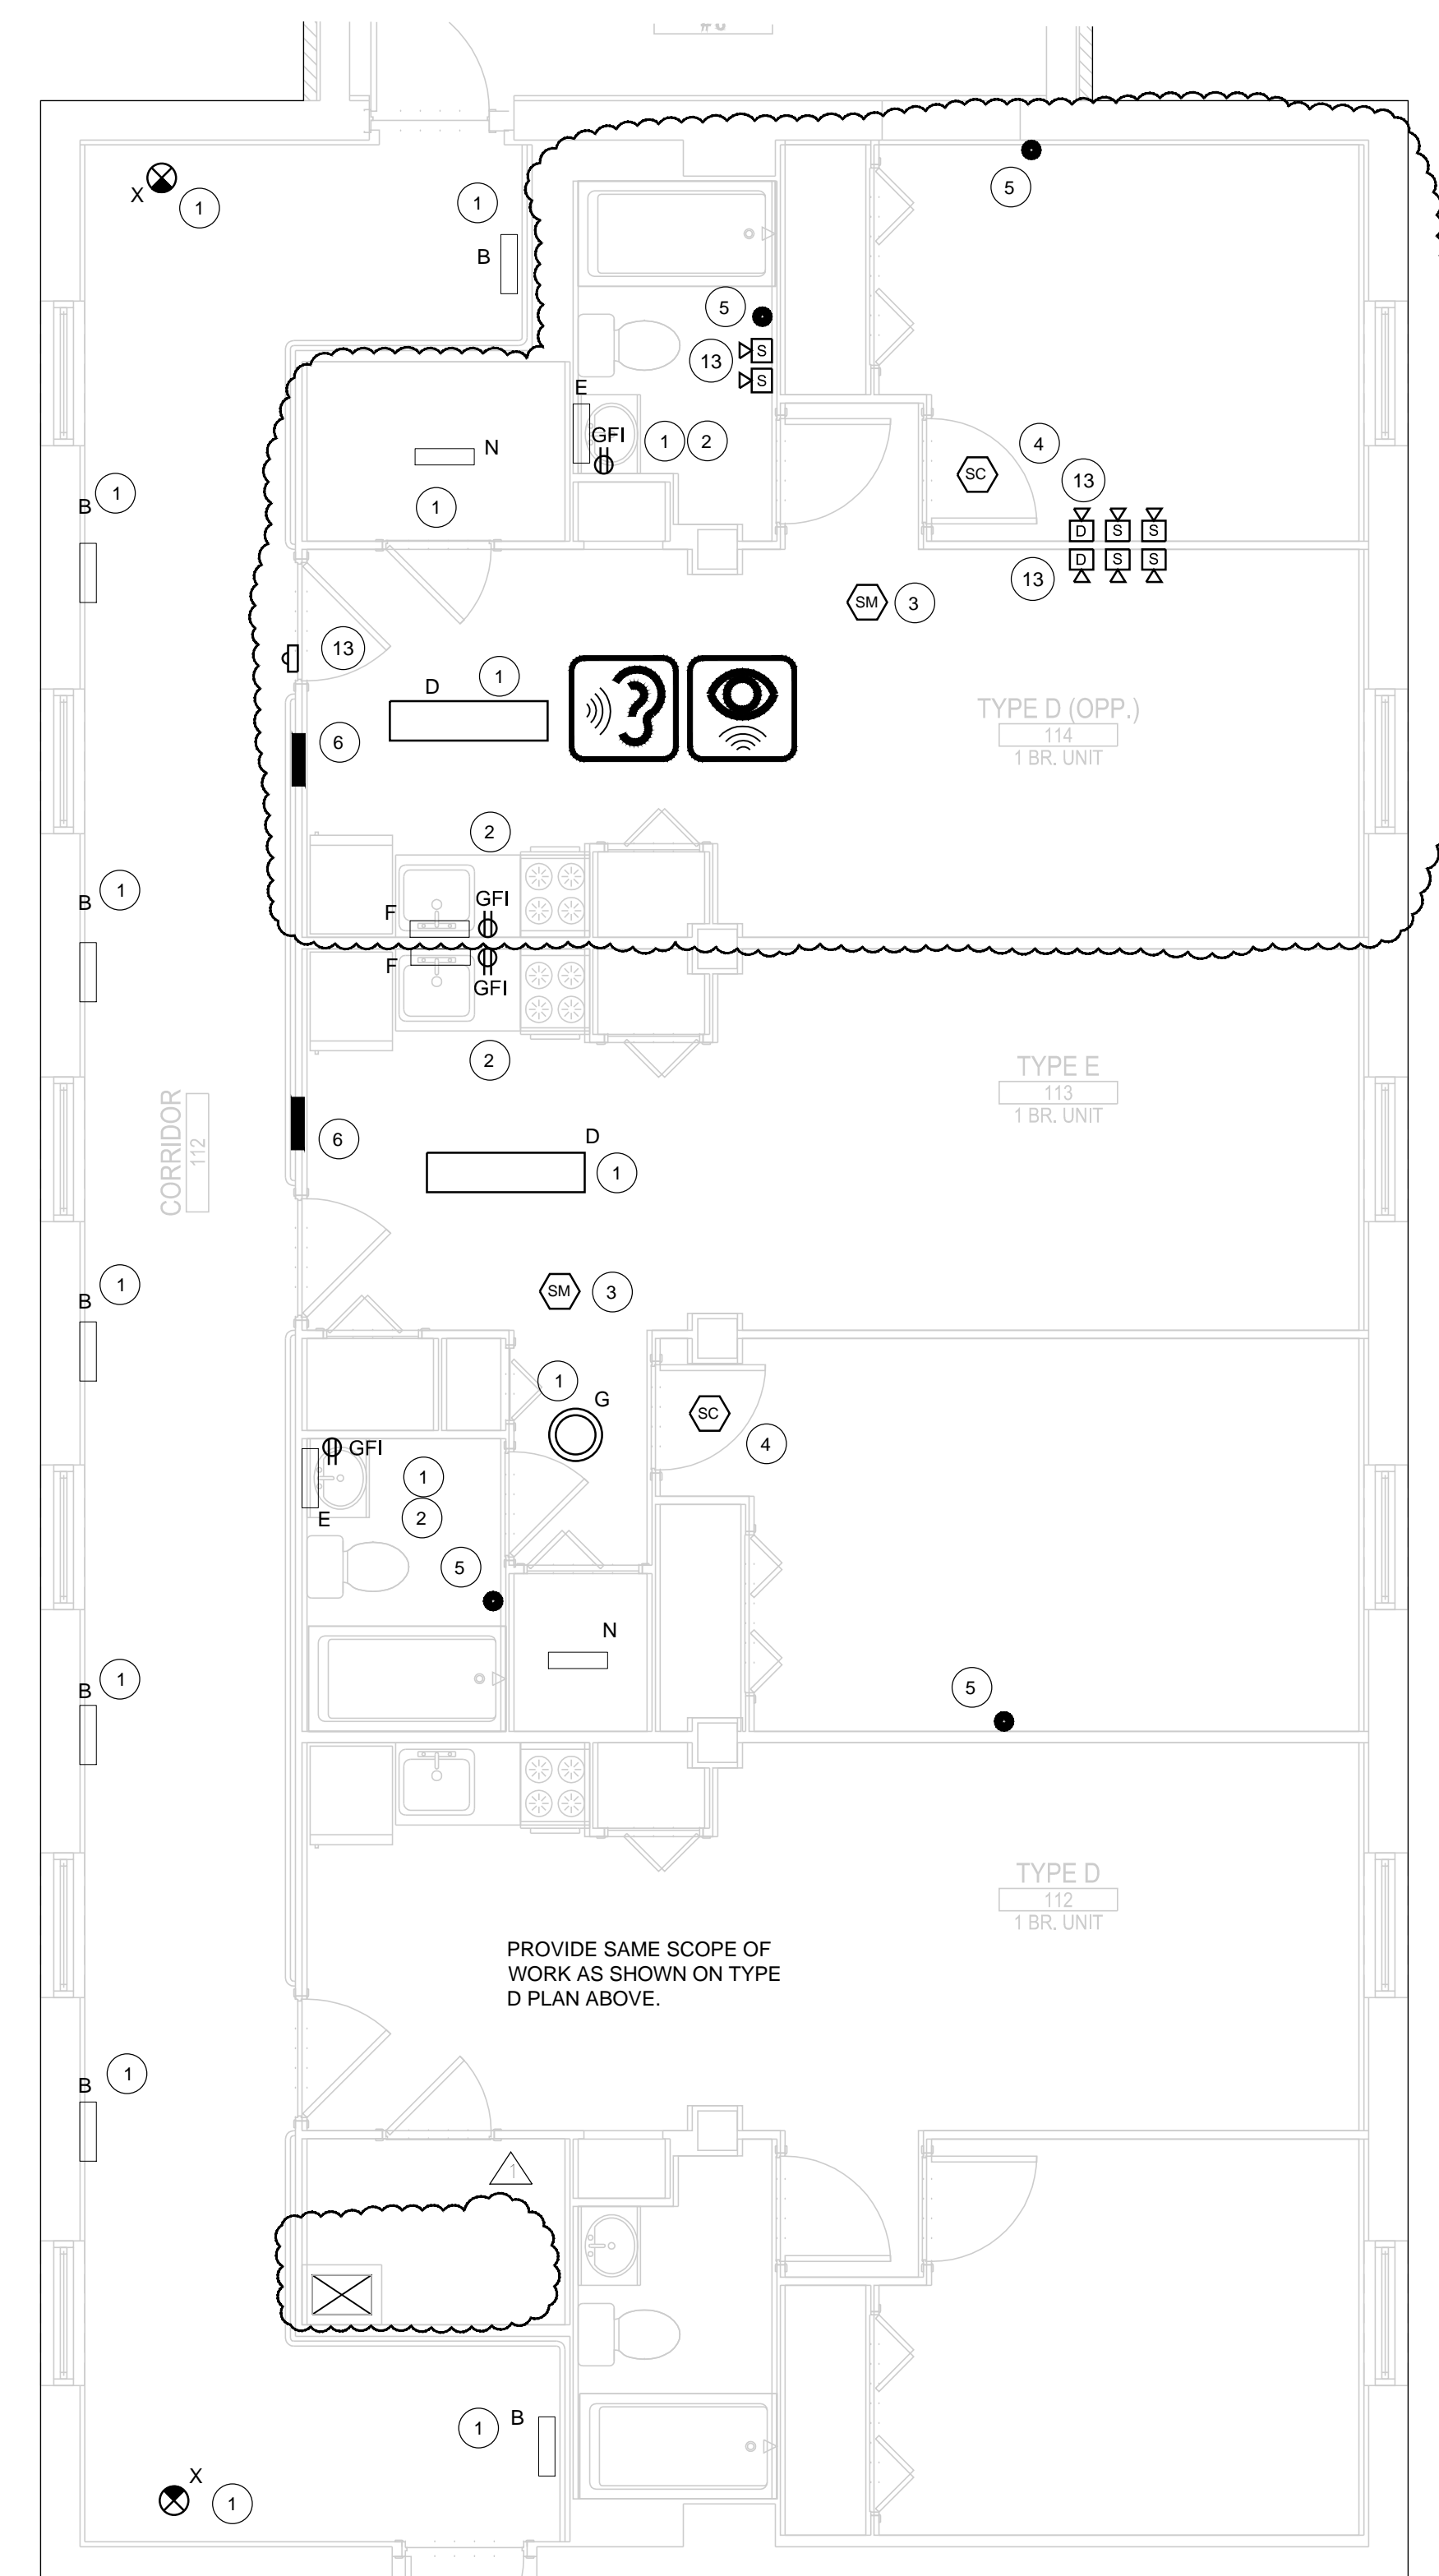 X
1
1
B
5
5
S
13
S
E
GFI
1
2
N
1
4
SC
13
D
S
S
D
S
S
13
B
1
SM
3
13
D
1
TYPE D (OPP.)
114
1 BR. UNIT
6
2
B
1
F
GFI
F
GFI
2
TYPE E
113
1 BR. UNIT
CORRIDOR
112
6
D
1
B
1
SM
3
1
G
SC
4
GFI
1
E
2
5
N
B
1
5
TYPE D
112
1 BR. UNIT
PROVIDE SAME SCOPE OF
WORK AS SHOWN ON TYPE
D PLAN ABOVE.
B
1
1
1
B
X
1